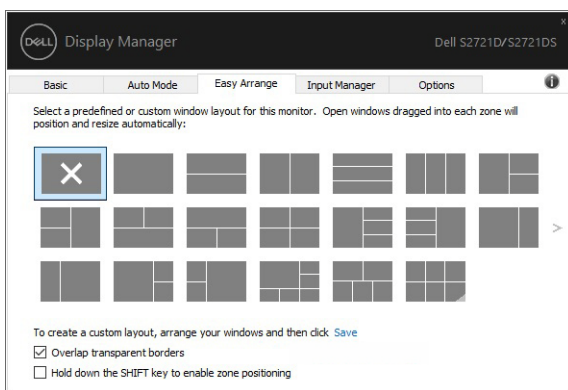 DELL Display Manager Dell S2721D/S2721DS
Basic Auto Mode Easy Arrange Input Manager Options
Select a predefined or custom window layout for this monitor. Open windows dragged into each zone will
position and resize automatically:
To create a custom layout, arrange your windows and then click Save
Overlap transparent borders
Hold down the SHIFT key to enable zone positioning